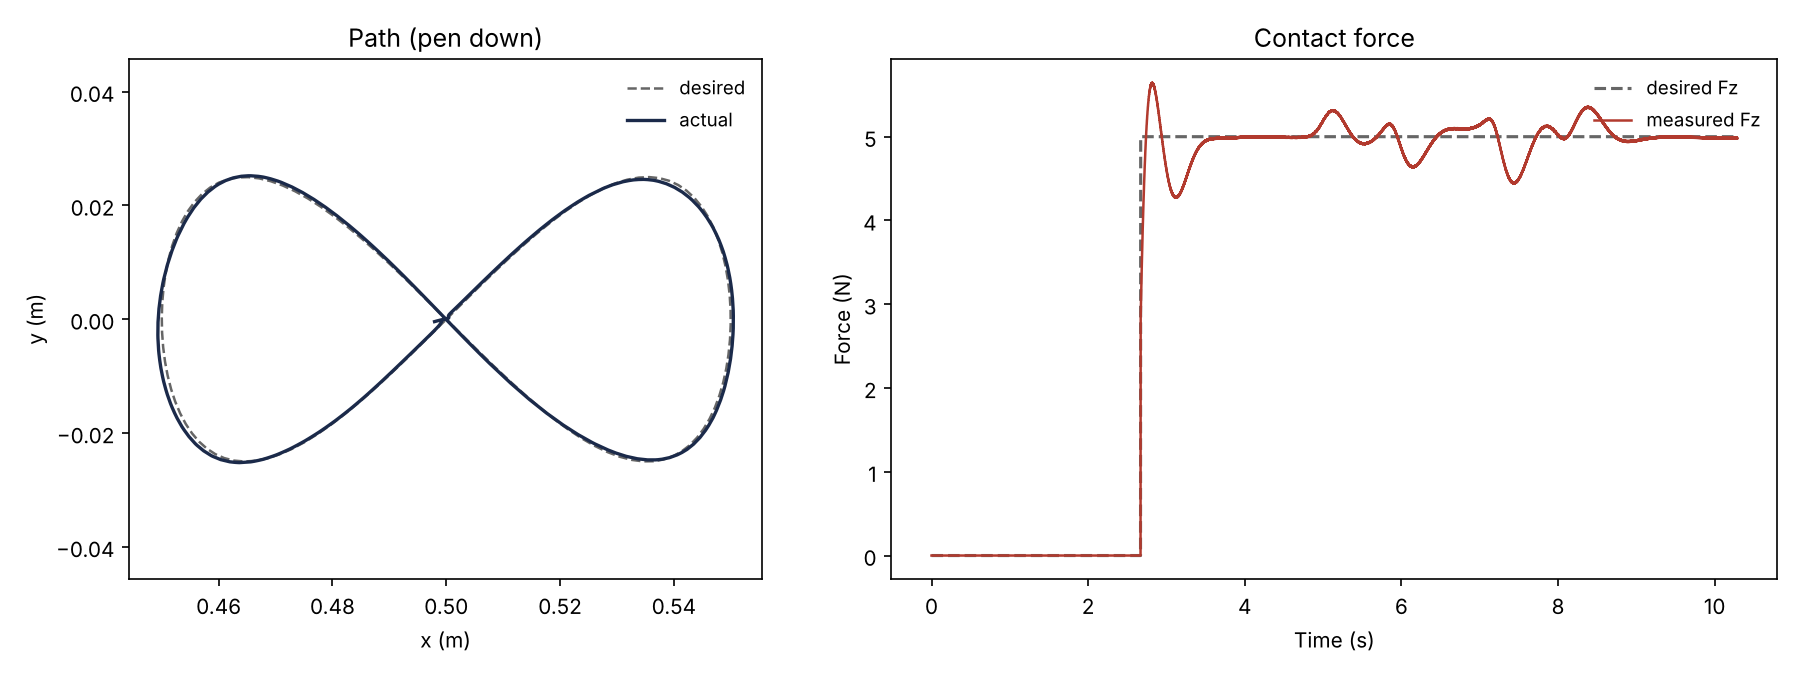 Path (pen down)
desired
actual
0.04
0.02
0.00
−0.02
−0.04
y (m)
0.46 0.48 0.50 0.52 0.54
x (m)
Contact force
desired Fz
measured Fz
5
4
3
2
1
0
Force (N)
0 2 4 6 8 10
Time (s)